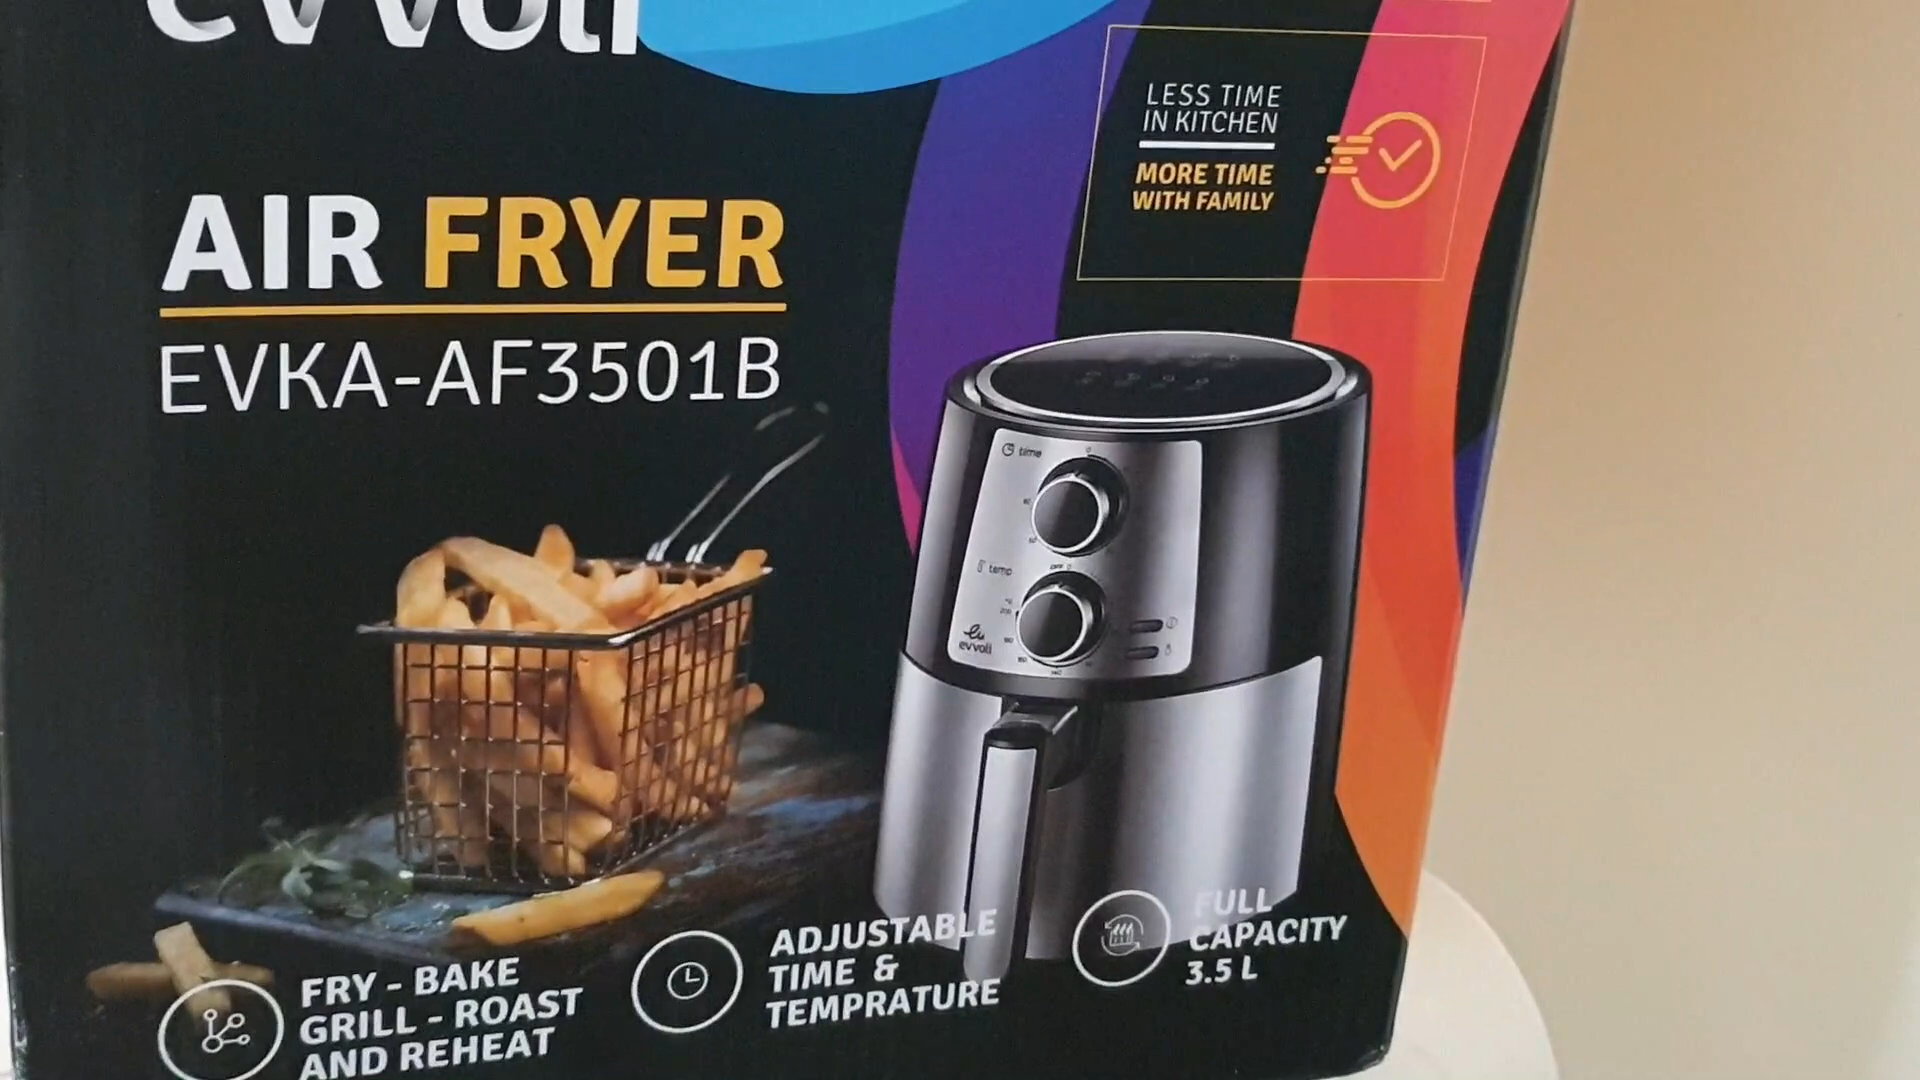 evvoli
LESS TIME
IN KITCHEN
MORE TIME
WITH FAMILY
AIR FRYER
EVKA-AF3501B
time
temp
evvoli
FRY - BAKE
GRILL - ROAST
AND REHEAT
ADJUSTABLE
TIME &
TEMPRATURE
FULL
CAPACITY
3.5 L